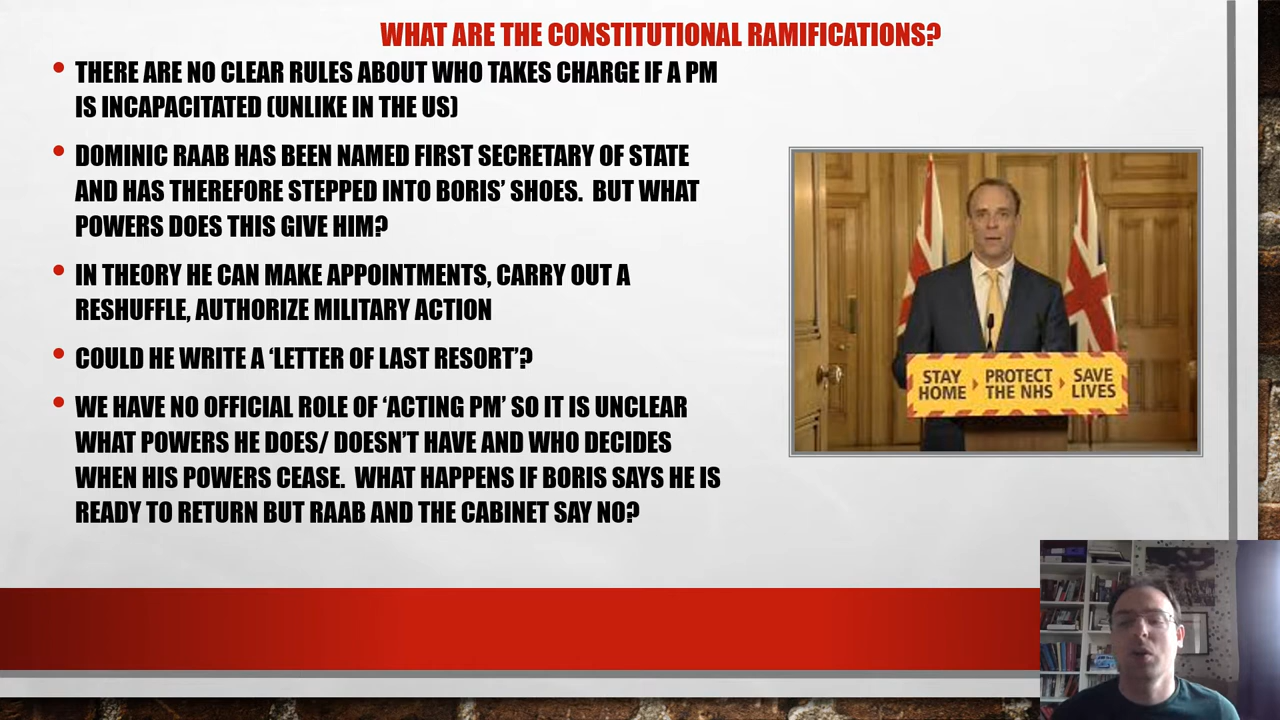 WHAT ARE THE CONSTITUTIONAL RAMIFICATIONS?
• THERE ARE NO CLEAR RULES ABOUT WHO TAKES CHARGE IF A PM
IS INCAPACITATED (UNLIKE IN THE US)
• DOMINIC RAAB HAS BEEN NAMED FIRST SECRETARY OF STATE
AND HAS THEREFORE STEPPED INTO BORIS’ SHOES.  BUT WHAT
POWERS DOES THIS GIVE HIM?
• IN THEORY HE CAN MAKE APPOINTMENTS, CARRY OUT A
RESHUFFLE, AUTHORIZE MILITARY ACTION
• COULD HE WRITE A ‘LETTER OF LAST RESORT’?
• WE HAVE NO OFFICIAL ROLE OF ‘ACTING PM’ SO IT IS UNCLEAR
WHAT POWERS HE DOES/ DOESN’T HAVE AND WHO DECIDES
WHEN HIS POWERS CEASE.  WHAT HAPPENS IF BORIS SAYS HE IS
READY TO RETURN BUT RAAB AND THE CABINET SAY NO?
STAY PROTECT SAVE
HOME THE NHS LIVES